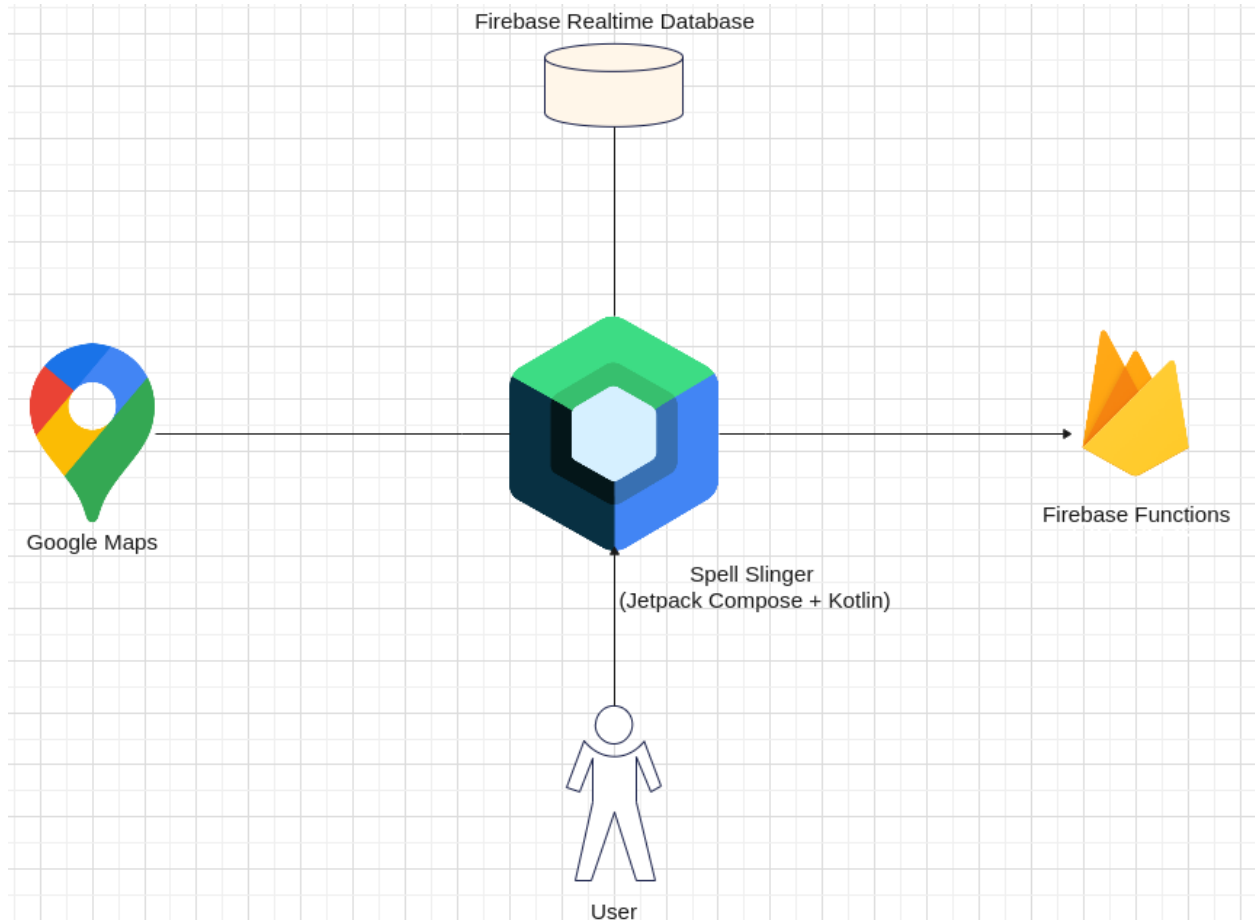 Firebase Realtime Database
Google Maps
Firebase Functions
Spell Slinger
(Jetpack Compose + Kotlin)
User